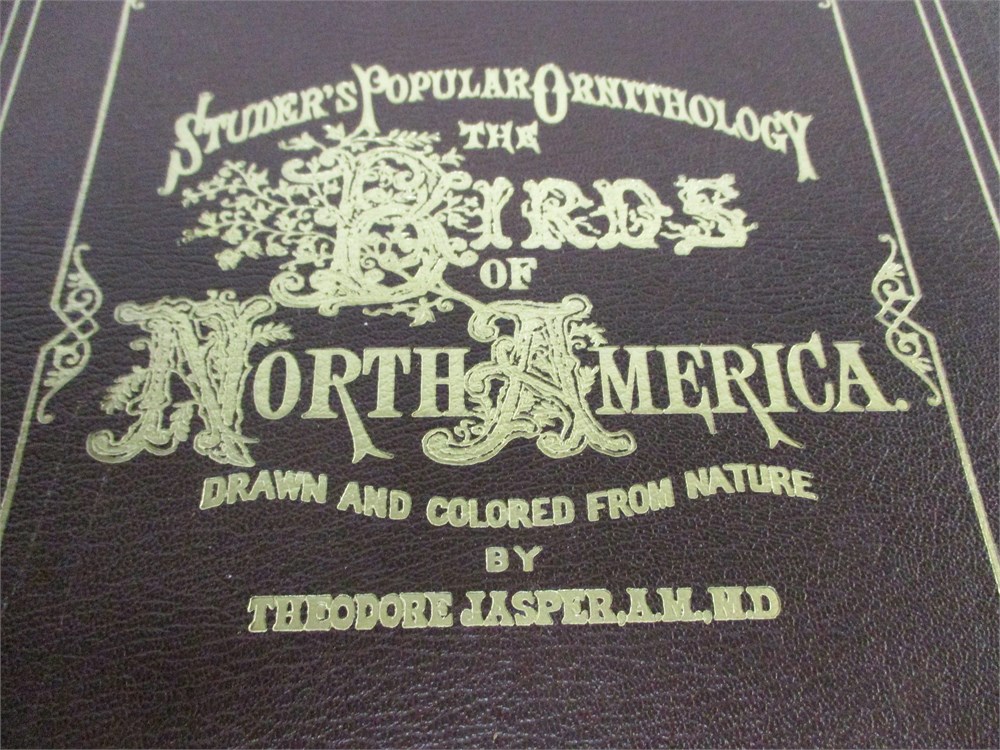 STUDER'S POPULAR ORNITHOLOGY
THE
BIRDS
OF
NORTH AMERICA.
DRAWN AND COLORED FROM NATURE
BY
THEODORE JASPER, A.M., M.D